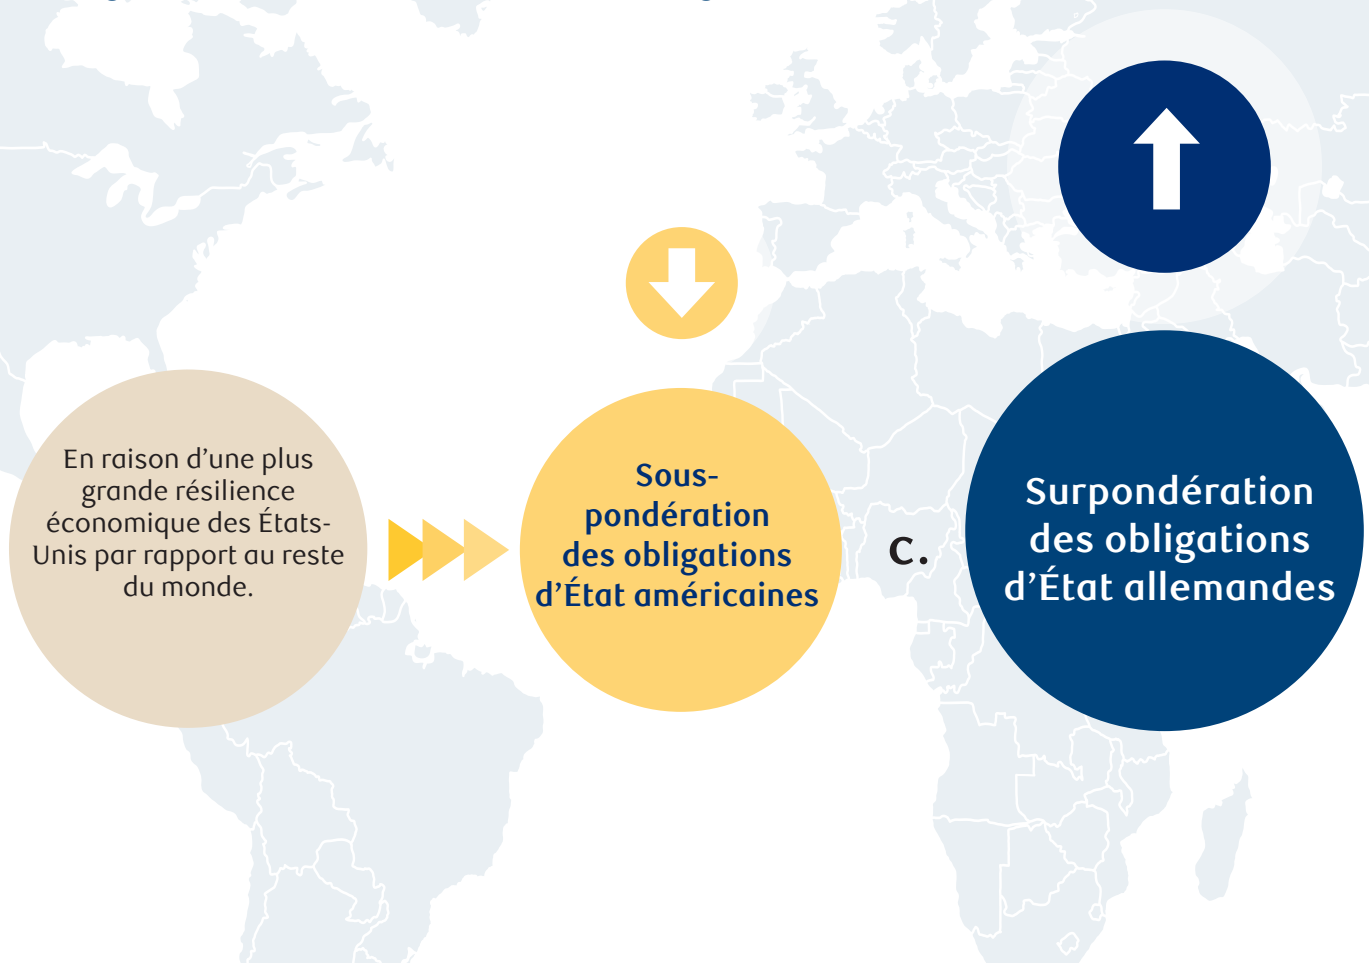 En raison d’une plus
grande résilience
économique des États-
Unis par rapport au reste
du monde.
Sous-
pondération
des obligations
d’État américaines
c.
Surpondération
des obligations
d’État allemandes